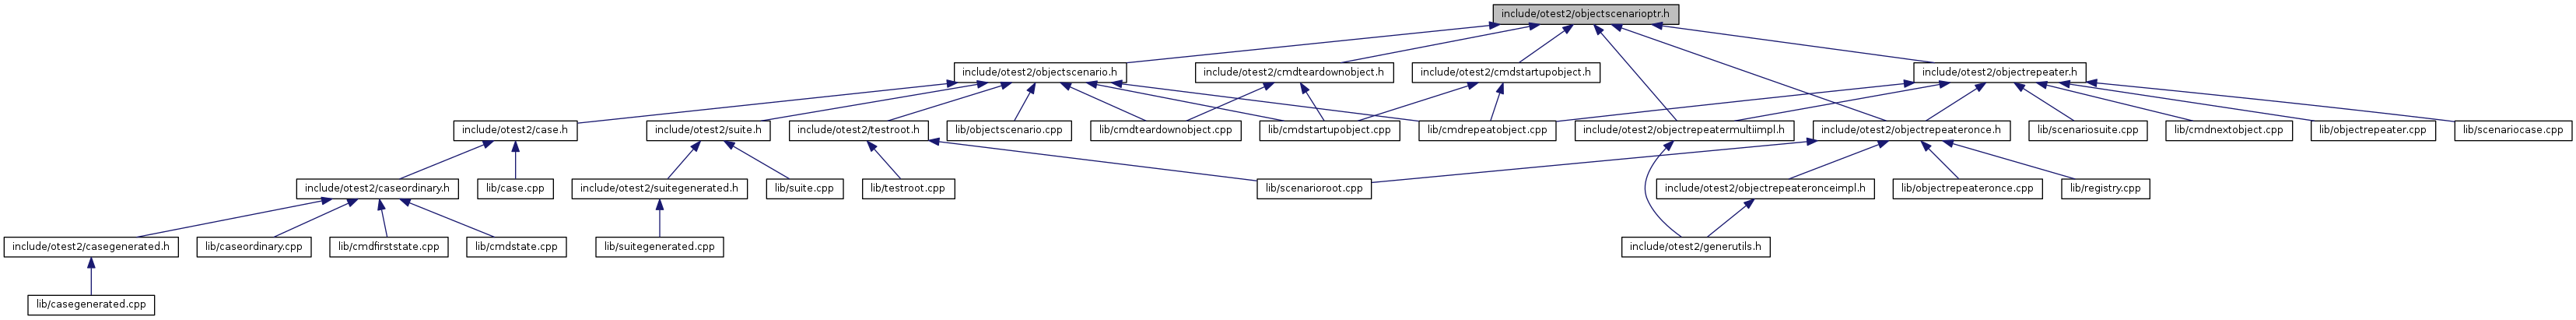 include/otest2/objectscenarioptr.h
include/otest2/objectscenario.h
include/otest2/cmdteardownobject.h
include/otest2/cmdstartupobject.h
include/otest2/objectrepeater.h
include/otest2/case.h
include/otest2/suite.h
include/otest2/testroot.h
lib/objectscenario.cpp
lib/cmdteardownobject.cpp
lib/cmdstartupobject.cpp
lib/cmdrepeatobject.cpp
include/otest2/objectrepeatermultiimpl.h
include/otest2/objectrepeateronce.h
lib/scenariosuite.cpp
lib/cmdnextobject.cpp
lib/objectrepeater.cpp
lib/scenariocase.cpp
include/otest2/caseordinary.h
lib/case.cpp
include/otest2/suitegenerated.h
lib/suite.cpp
lib/testroot.cpp
lib/scenarioroot.cpp
include/otest2/objectrepeateronceimpl.h
lib/objectrepeateronce.cpp
lib/registry.cpp
include/otest2/casegenerated.h
lib/caseordinary.cpp
lib/cmdfirststate.cpp
lib/cmdstate.cpp
lib/suitegenerated.cpp
include/otest2/generutils.h
lib/casegenerated.cpp